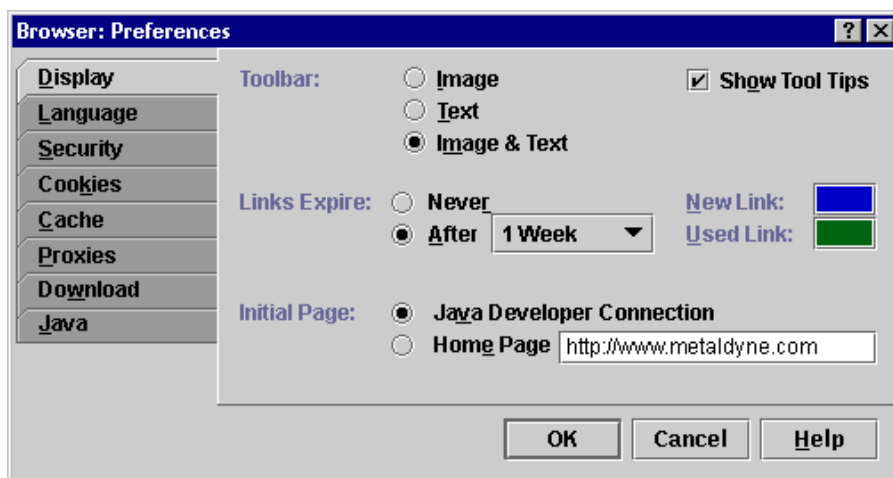 Browser: Preferences ? X
Display
Language
Security
Cookies
Cache
Proxies
Download
Java
Toolbar: Image
Text
Image & Text
Show Tool Tips
Links Expire: Never
After 1 Week
New Link:
Used Link:
Initial Page: Java Developer Connection
Home Page http://www.metaldyne.com
OK Cancel Help